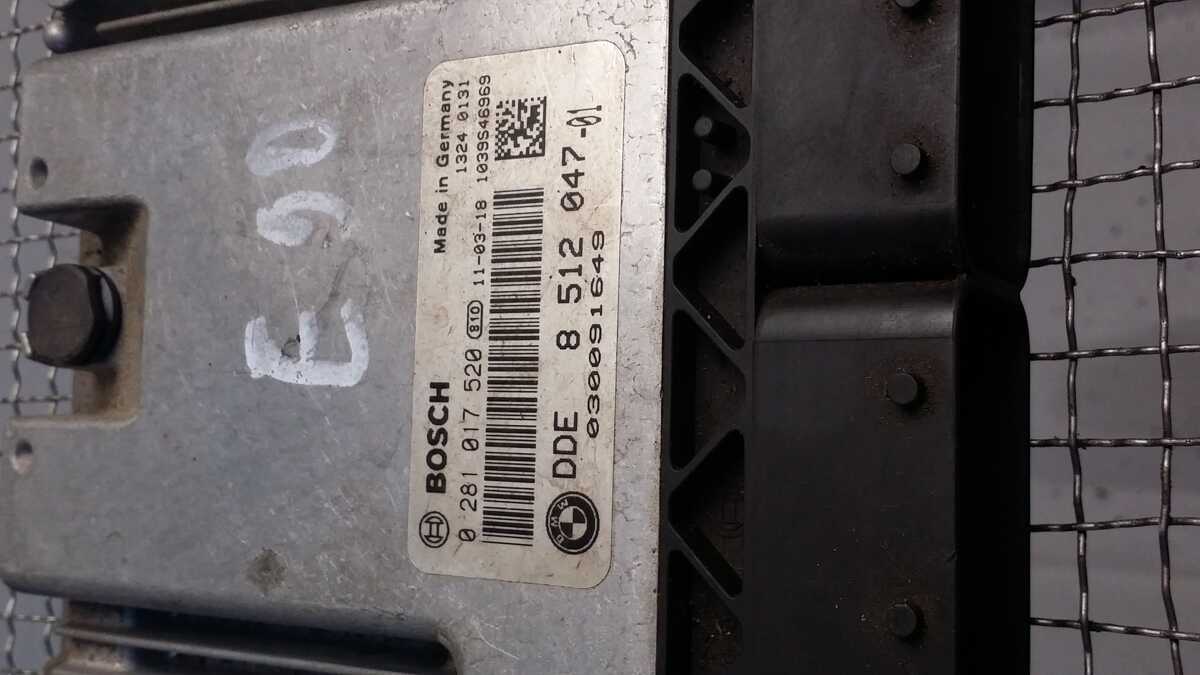 E90
Made in Germany
1324 0131
BOSCH
0 281 017 520 810 11-03-18 1039S46969
DDE 8 512 047-01
030091649
BMW